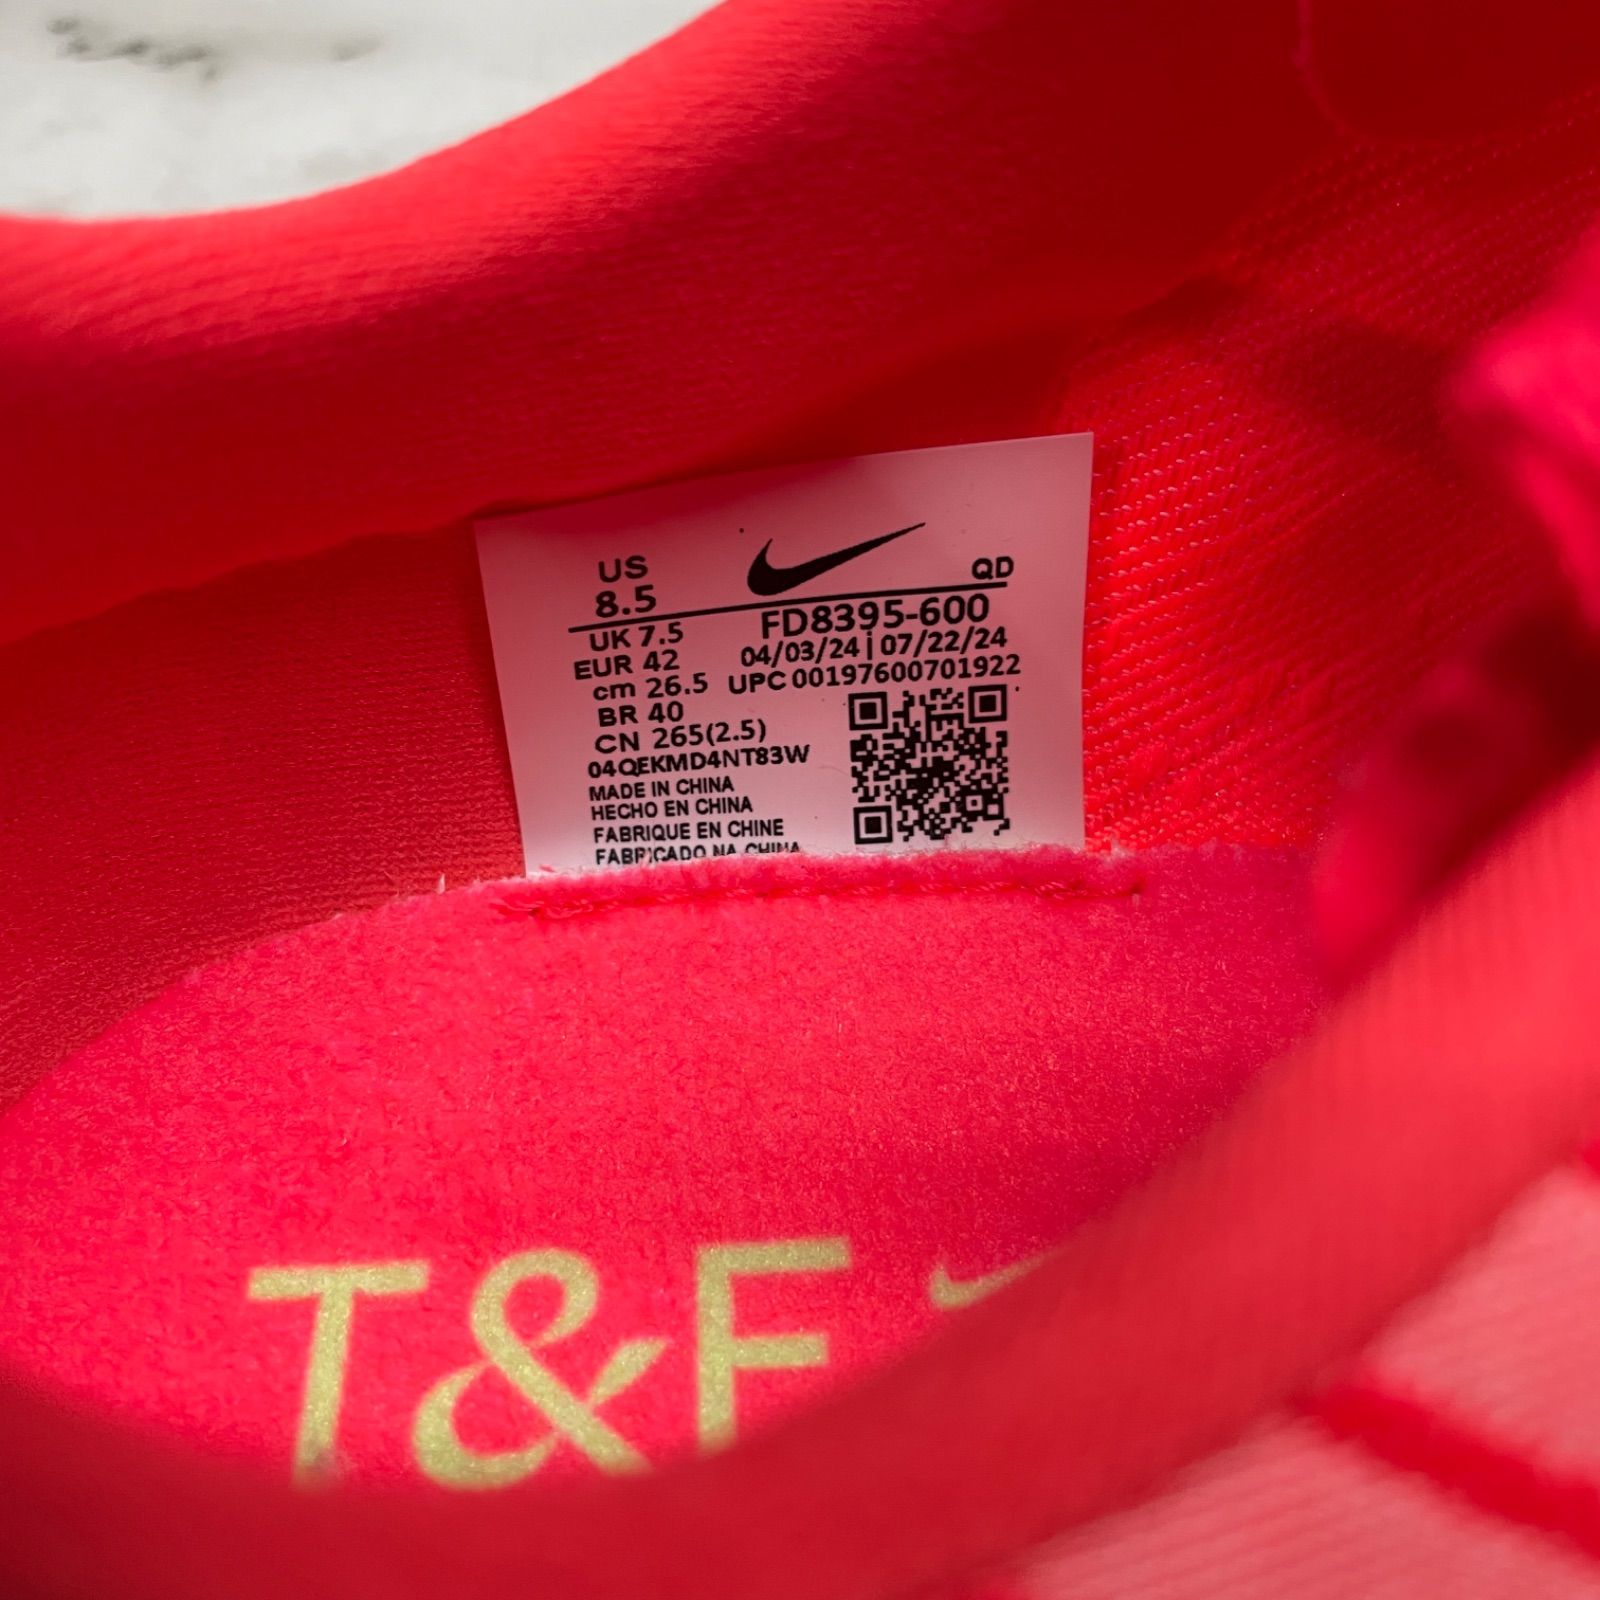 US
8.5
QD
UK 7.5
FD8395-600
EUR 42
04/03/24|07/22/24
cm 26.5
UPC 00197600701922
BR 40
CN 265(2.5)
04QEKMD4NT83W
MADE IN CHINA
HECHO EN CHINA
FABRIQUE EN CHINE
FABRICADO NA CHINA
T&F